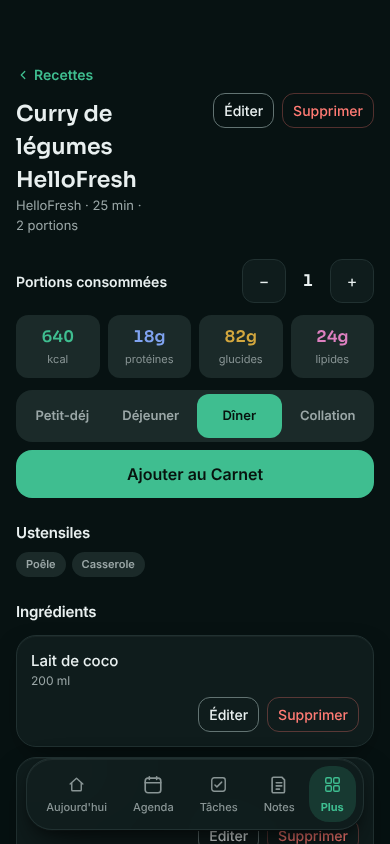 Recettes
Curry de
légumes
HelloFresh
Éditer
Supprimer
HelloFresh · 25 min ·
2 portions
Portions consommées
− 1 +
640 18g 82g 24g
kcal protéines glucides lipides
Petit-déj Déjeuner Dîner Collation
Ajouter au Carnet
Ustensiles
Poêle Casserole
Ingrédients
Lait de coco
200 ml
Éditer Supprimer
Aujourd'hui Agenda Tâches Notes Plus
Éditer Supprimer